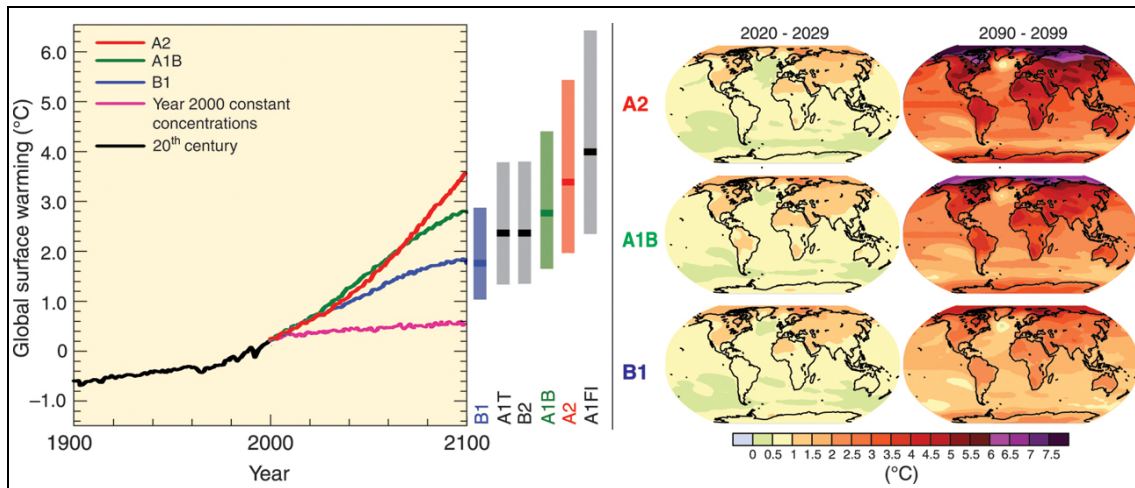 6.0
5.0
4.0
3.0
2.0
1.0
0
–1.0
Global surface warming (°C)
A2
A1B
B1
Year 2000 constant
concentrations
20th century
1900
2000
2100
Year
B1
A1T
B2
A1B
A2
A1FI
2020 - 2029
2090 - 2099
A2
A1B
B1
0 0.5 1 1.5 2 2.5 3 3.5 4 4.5 5 5.5 6 6.5 7 7.5
(°C)